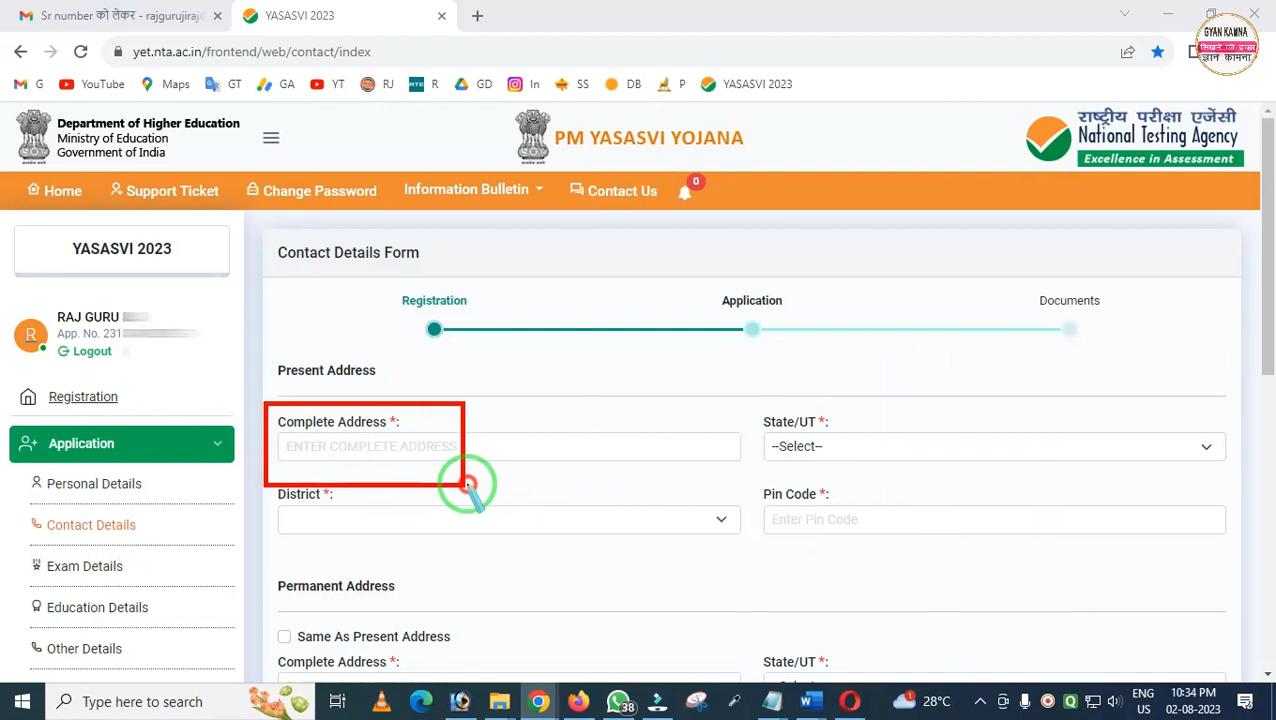 Sr number को लेकर - rajgurujiraj@
YASASVI 2023
yet.nta.ac.in/frontend/web/contact/index
GYAN KAMNA
ज्ञान कामना
G YouTube Maps GT GA YT RJ R GD In SS DB P YASASVI 2023
Department of Higher Education
Ministry of Education
Government of India
PM YASASVI YOJANA
राष्ट्रीय परीक्षा एजेंसी
National Testing Agency
Excellence in Assessment
Home Support Ticket Change Password Information Bulletin Contact Us 0
YASASVI 2023
R
RAJ GURU
App. No. 231
Logout
Registration
Application
Personal Details
Contact Details
Exam Details
Education Details
Other Details
Contact Details Form
Registration Application Documents
Present Address
Complete Address *: State/UT *:
ENTER COMPLETE ADDRESS --Select--
District *: Pin Code *:
Enter Pin Code
Permanent Address
Same As Present Address
Complete Address *: State/UT *:
Type here to search
38
1
28°C
ENG
US
10:34 PM
02-08-2023